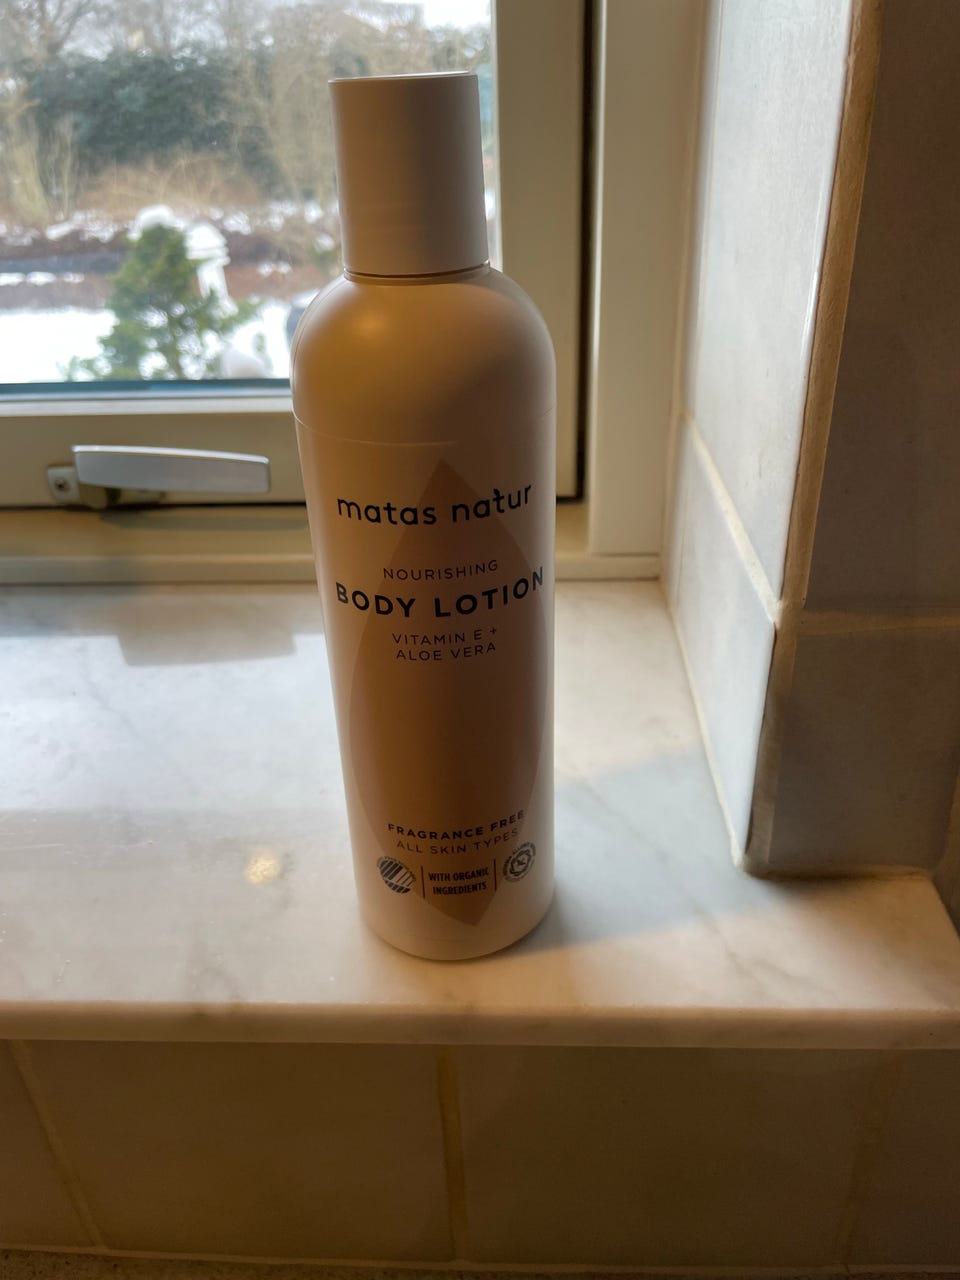 matas natur
NOURISHING
BODY LOTION
VITAMIN E +
ALOE VERA
FRAGRANCE FREE
ALL SKIN TYPES
WITH ORGANIC
INGREDIENTS